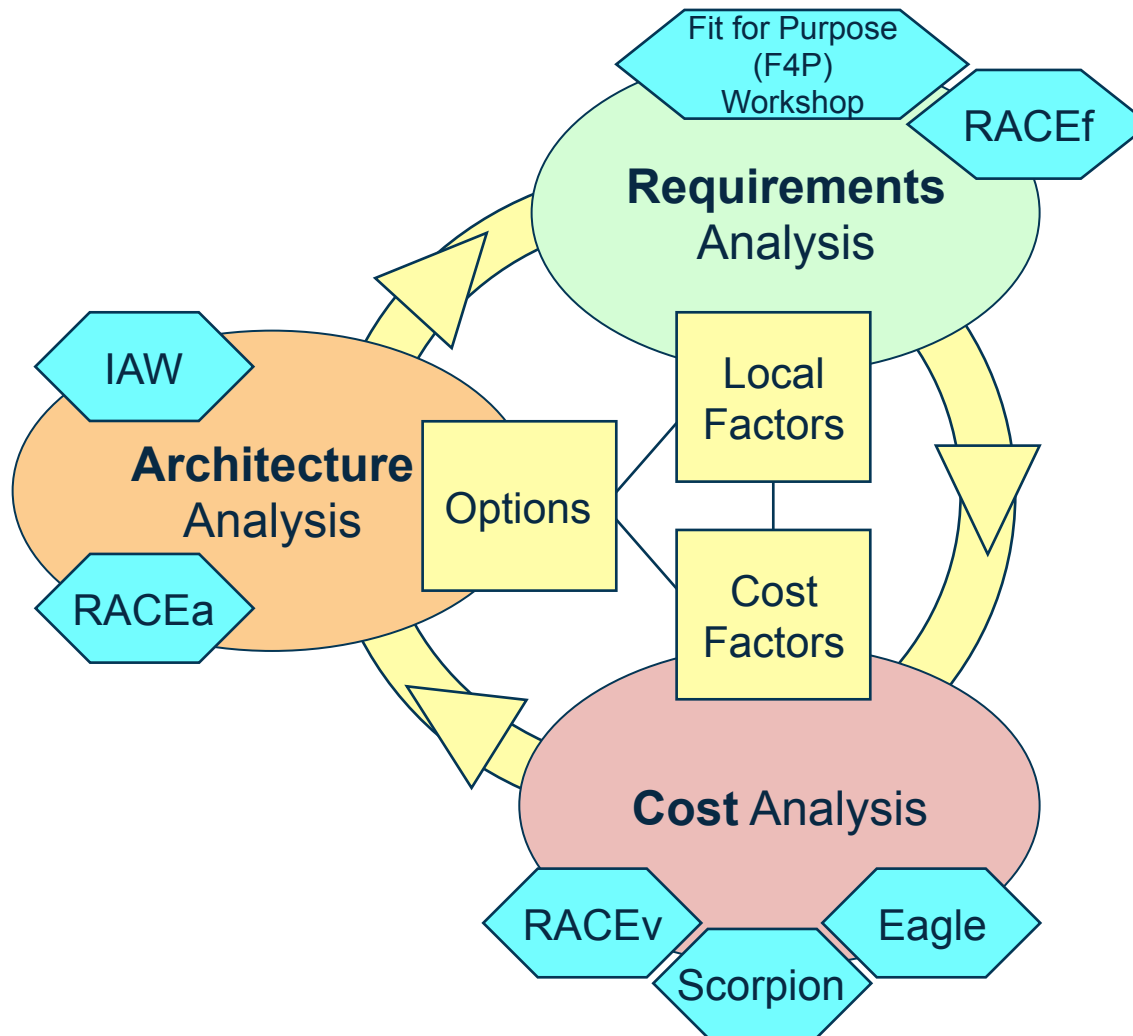 Fit for Purpose
(F4P)
Workshop
RACEf
Requirements
Analysis
IAW
Local
Factors
Architecture
Analysis
Options
RACEa
Cost
Factors
Cost Analysis
RACEv
Eagle
Scorpion